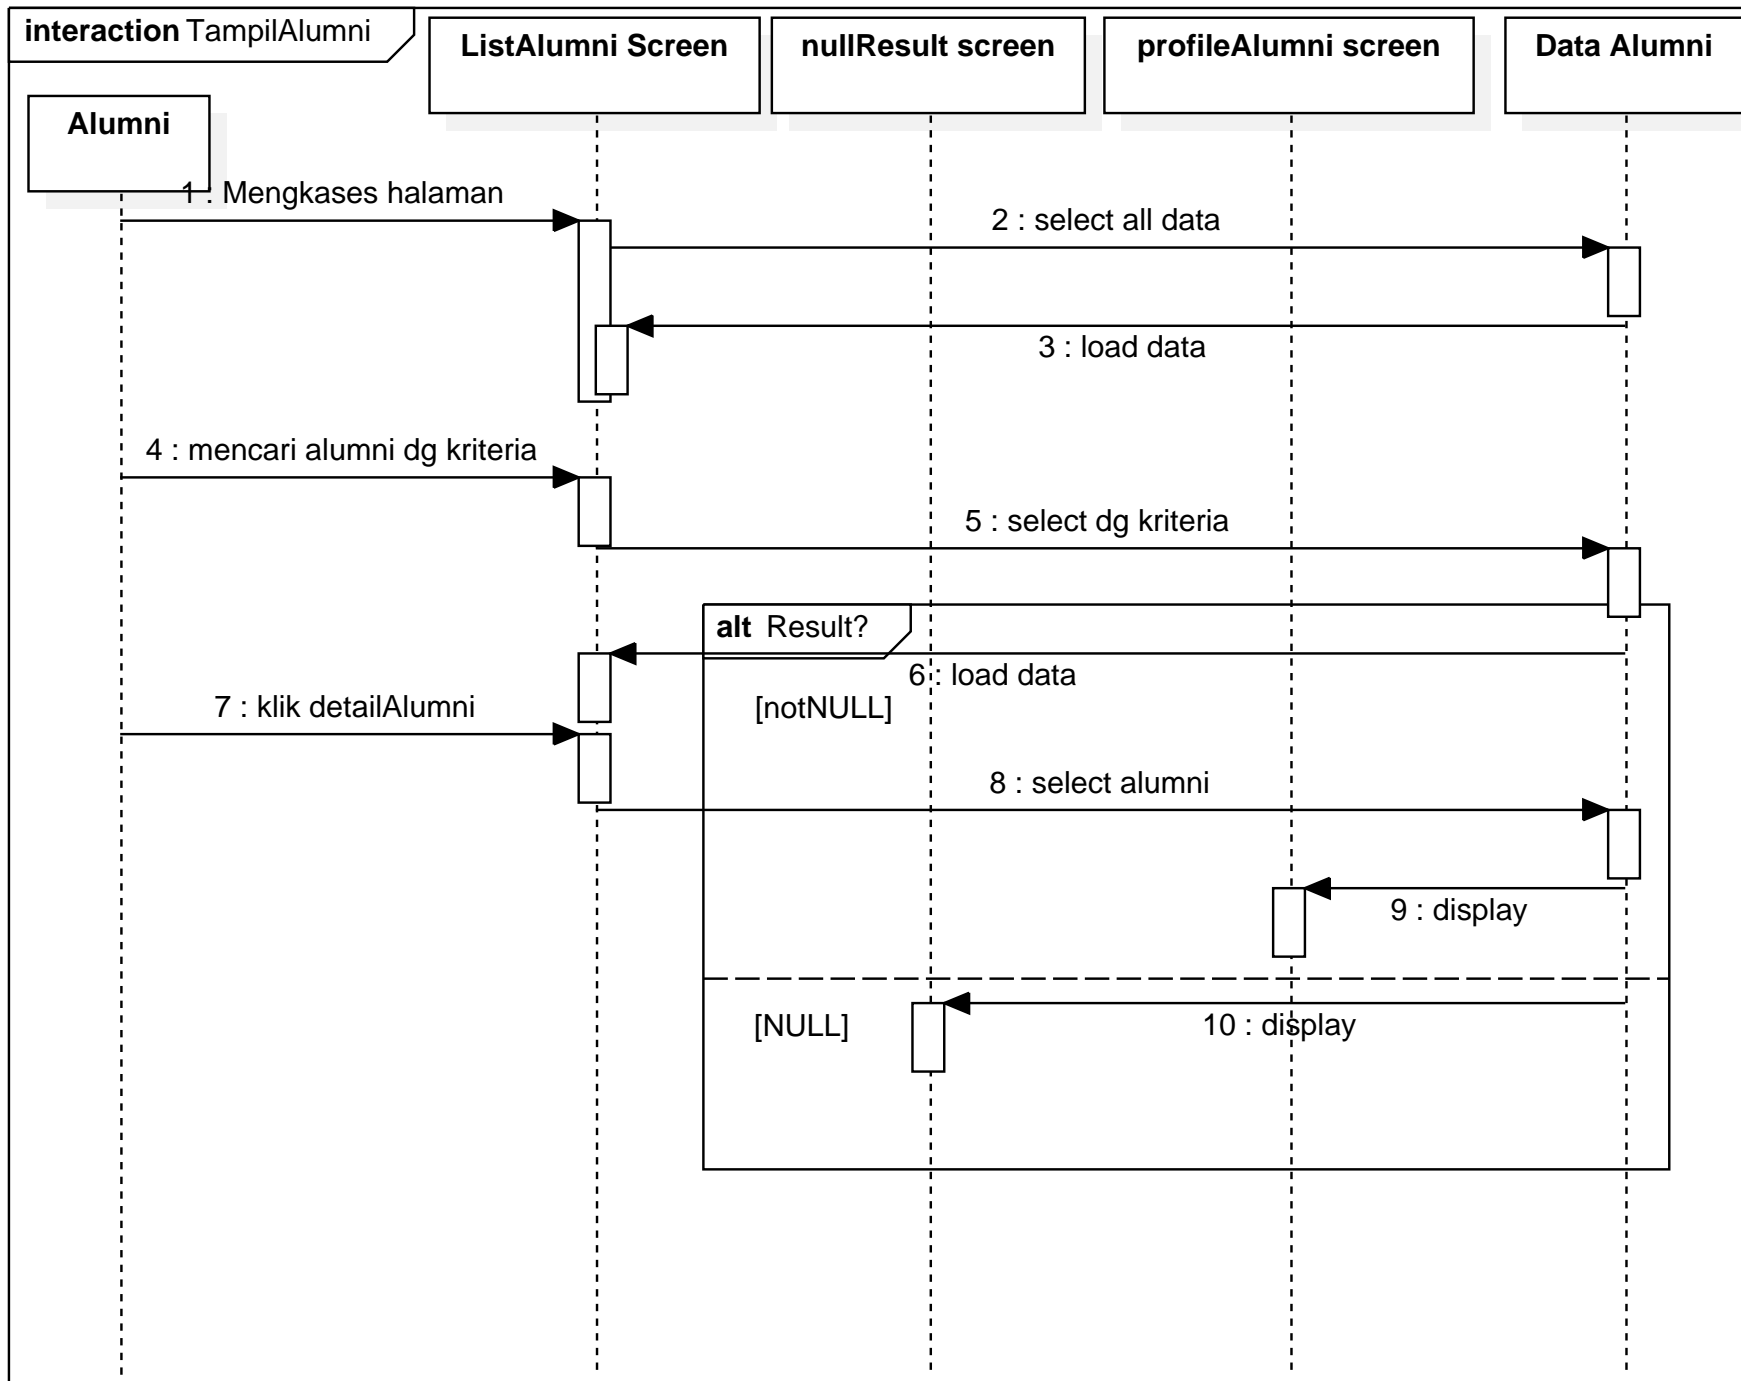 interaction TampilAlumni
ListAlumni Screen
nullResult screen
profileAlumni screen
Data Alumni
Alumni
1 : Mengkases halaman
2 : select all data
3 : load data
4 : mencari alumni dg kriteria
5 : select dg kriteria
alt Result?
6 : load data
[notNULL]
7 : klik detailAlumni
8 : select alumni
9 : display
[NULL]
10 : display